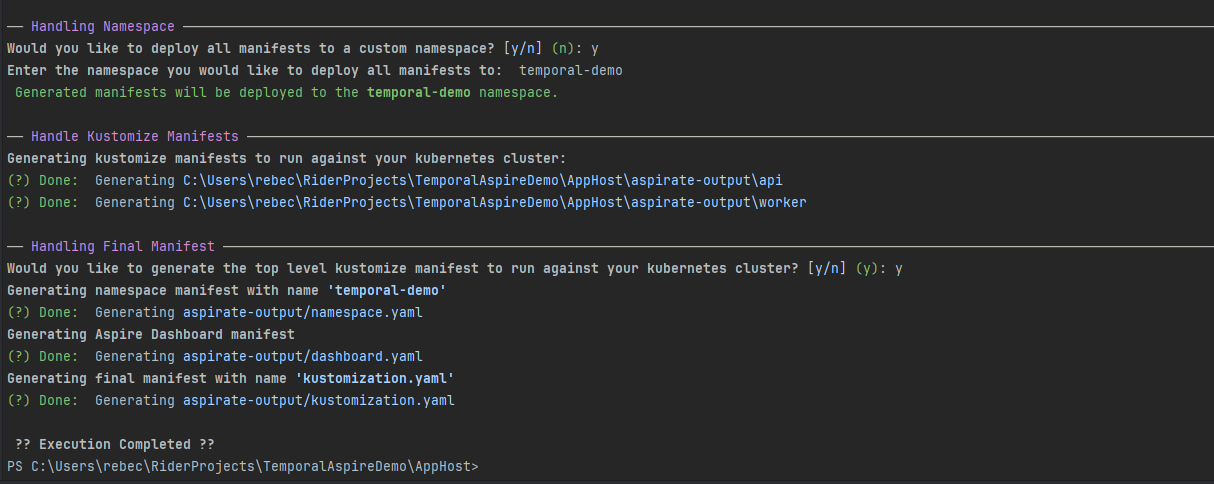 Handling Namespace
Would you like to deploy all manifests to a custom namespace? [y/n] (n): y
Enter the namespace you would like to deploy all manifests to:  temporal-demo
Generated manifests will be deployed to the temporal-demo namespace.
Handle Kustomize Manifests
Generating kustomize manifests to run against your kubernetes cluster:
(?) Done:  Generating C:\Users\rebec\RiderProjects\TemporalAspireDemo\AppHost\aspirate-output\api
(?) Done:  Generating C:\Users\rebec\RiderProjects\TemporalAspireDemo\AppHost\aspirate-output\worker
Handling Final Manifest
Would you like to generate the top level kustomize manifest to run against your kubernetes cluster? [y/n] (y): y
Generating namespace manifest with name 'temporal-demo'
(?) Done:  Generating aspirate-output/namespace.yaml
Generating Aspire Dashboard manifest
(?) Done:  Generating aspirate-output/dashboard.yaml
Generating final manifest with name 'kustomization.yaml'
(?) Done:  Generating aspirate-output/kustomization.yaml
?? Execution Completed ??
PS C:\Users\rebec\RiderProjects\TemporalAspireDemo\AppHost>